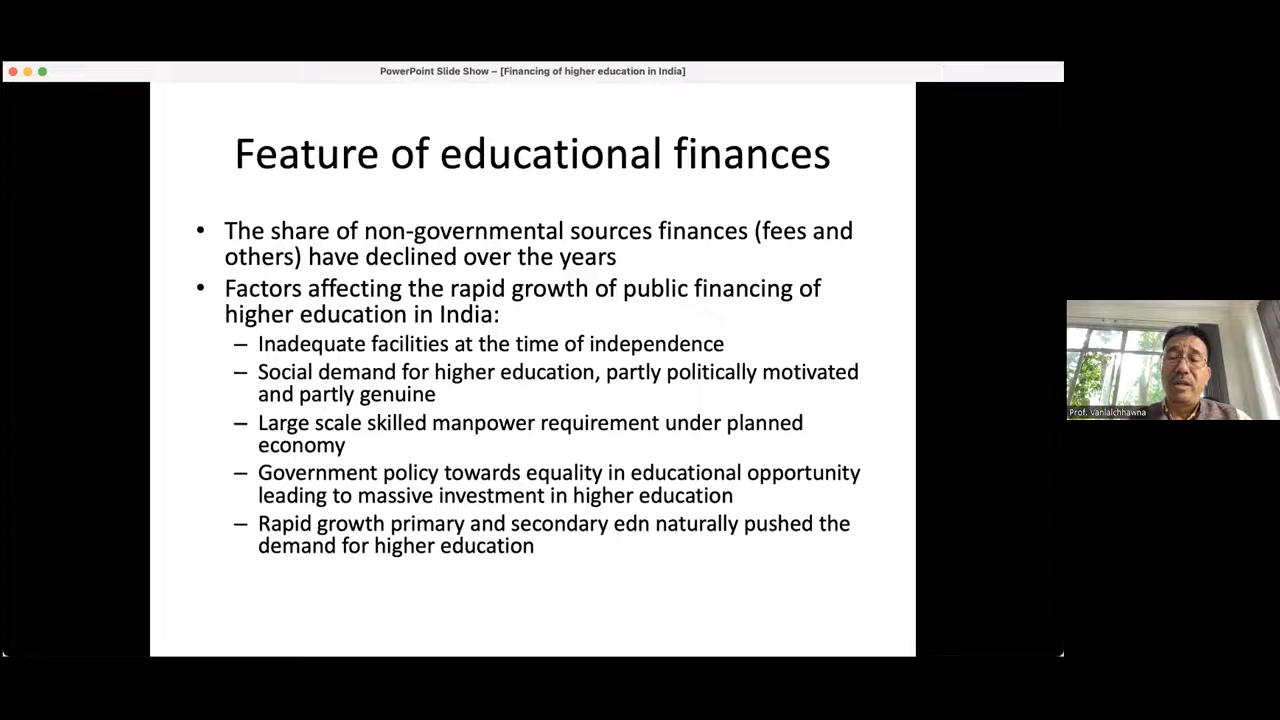 PowerPoint Slide Show – [Financing of higher education in India]
Feature of educational finances
• The share of non-governmental sources finances (fees and
others) have declined over the years
• Factors affecting the rapid growth of public financing of
higher education in India:
– Inadequate facilities at the time of independence
– Social demand for higher education, partly politically motivated
and partly genuine
– Large scale skilled manpower requirement under planned
economy
– Government policy towards equality in educational opportunity
leading to massive investment in higher education
– Rapid growth primary and secondary edn naturally pushed the
demand for higher education
Prof. Vanlalchhawna